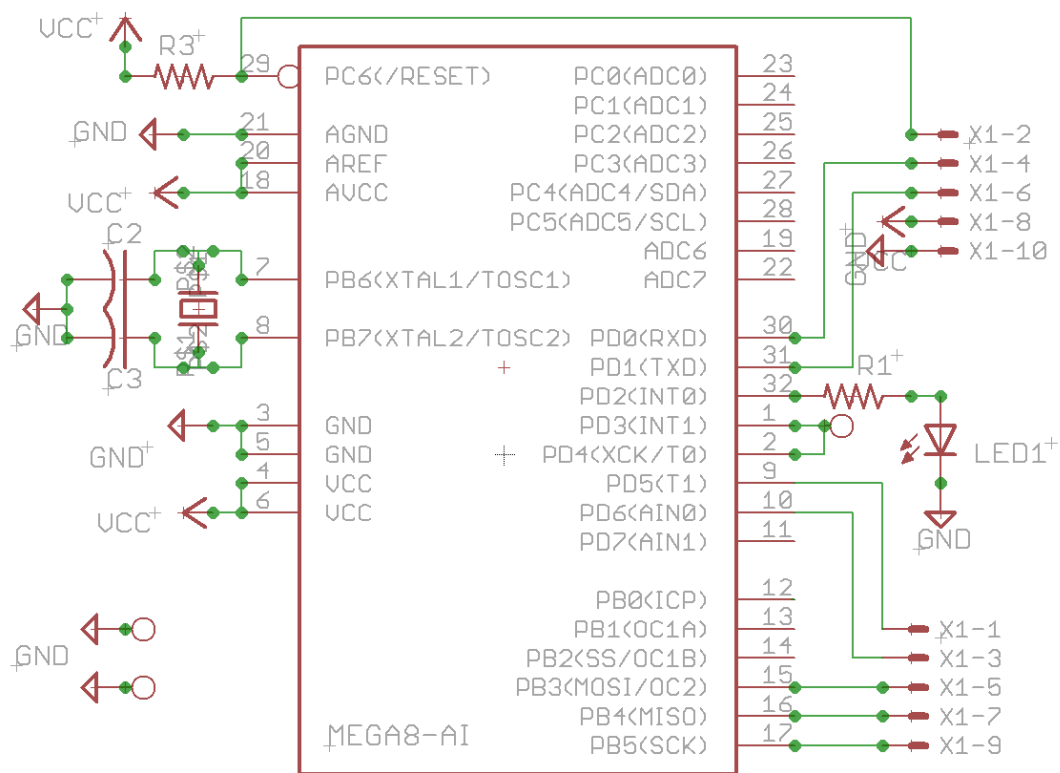 VCC
R3
29 PC6(/RESET) PC0(ADC0) 23
PC1(ADC1) 24
GND 21 AGND PC2(ADC2) 25 X1-2
20 AREF PC3(ADC3) 26 X1-4
VCC 18 AVCC PC4(ADC4/SDA) 27 X1-6
PC5(ADC5/SCL) 28 X1-8
C2 ADC6 19 GND VCC X1-10
7 PB6(XTAL1/TOSC1) ADC7 22
GND 8 PB7(XTAL2/TOSC2) PD0(RXD) 30
C3 PD1(TXD) 31 R1
PD2(INT0) 32
3 GND PD3(INT1) 1
GND 5 GND PD4(XCK/T0) 2 LED1
4 VCC PD5(T1) 9
VCC 6 VCC PD6(AIN0) 10
PD7(AIN1) 11 GND
PB0(ICP) 12
PB1(OC1A) 13 X1-1
GND PB2(SS/OC1B) 14 X1-3
PB3(MOSI/OC2) 15 X1-5
PB4(MISO) 16 X1-7
MEGA8-AI PB5(SCK) 17 X1-9